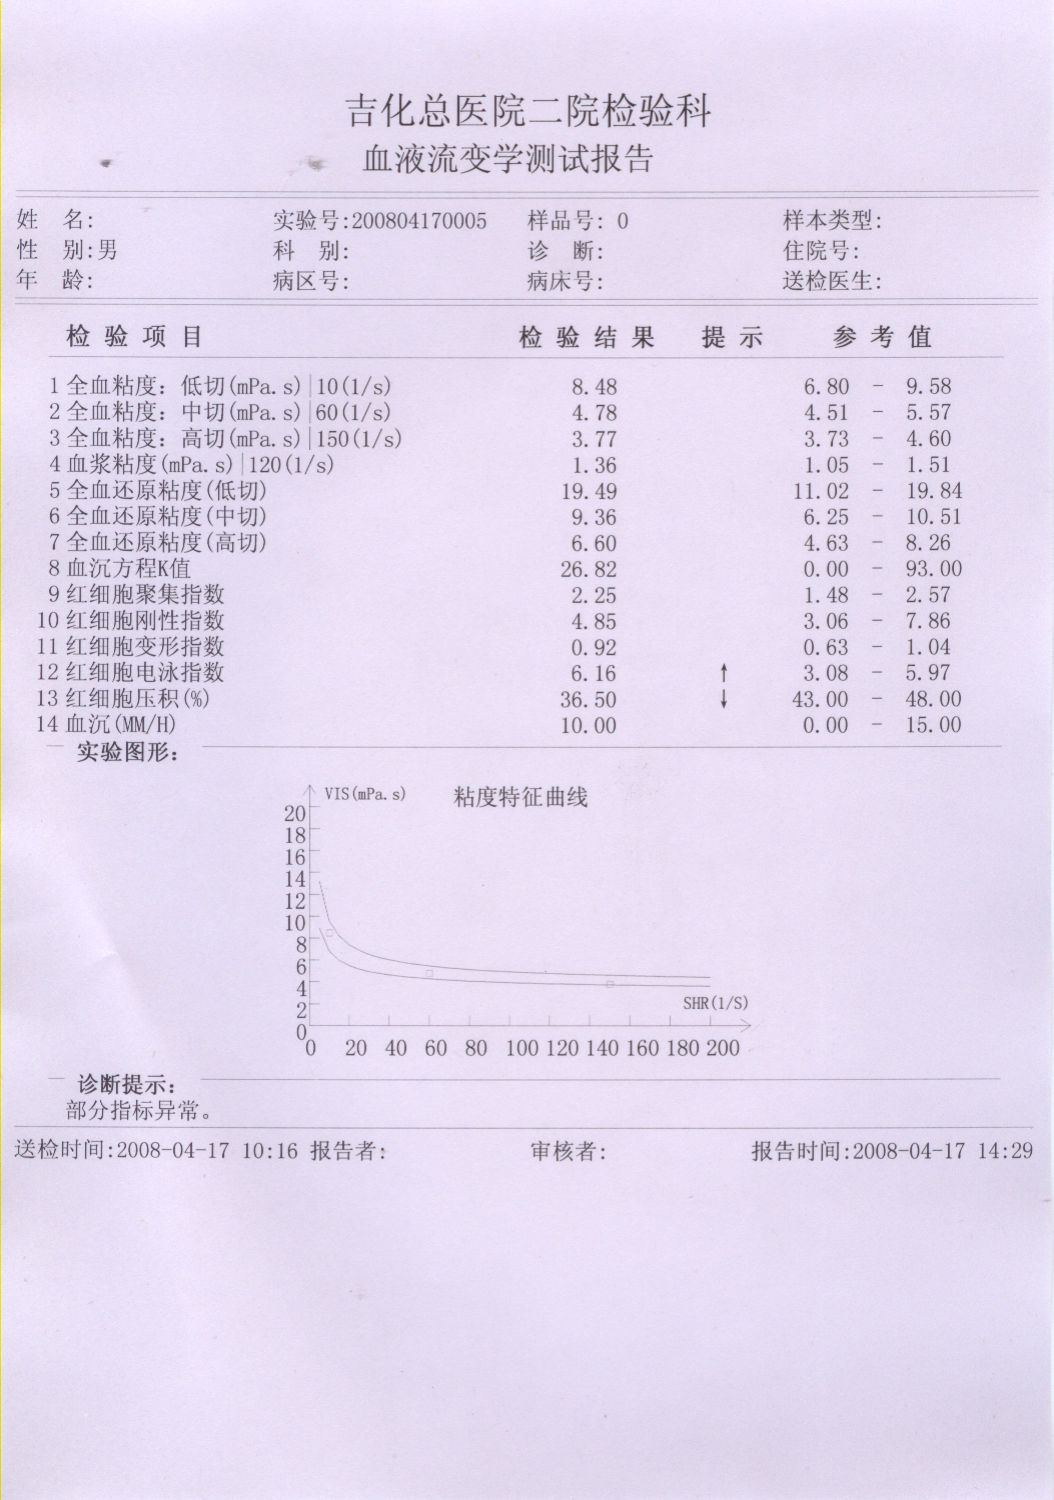 吉化总医院二院检验科
血液流变学测试报告
姓 名: 实验号:200804170005 样品号: 0 样本类型:
性 别:男 科 别: 诊 断: 住院号:
年 龄: 病区号: 病床号: 送检医生:
检验项目 检验结果 提示 参考值
1 全血粘度: 低切(mPa.s)|10(1/s) 8.48 6.80 - 9.58
2 全血粘度: 中切(mPa.s)|60(1/s) 4.78 4.51 - 5.57
3 全血粘度: 高切(mPa.s)|150(1/s) 3.77 3.73 - 4.60
4 血浆粘度(mPa.s)|120(1/s) 1.36 1.05 - 1.51
5 全血还原粘度(低切) 19.49 11.02 - 19.84
6 全血还原粘度(中切) 9.36 6.25 - 10.51
7 全血还原粘度(高切) 6.60 4.63 - 8.26
8 血沉方程K值 26.82 0.00 - 93.00
9 红细胞聚集指数 2.25 1.48 - 2.57
10 红细胞刚性指数 4.85 3.06 - 7.86
11 红细胞变形指数 0.92 0.63 - 1.04
12 红细胞电泳指数 6.16 ↑ 3.08 - 5.97
13 红细胞压积(%) 36.50 ↓ 43.00 - 48.00
14 血沉(MM/H) 10.00 0.00 - 15.00
实验图形:
VIS(mPa.s) 粘度特征曲线
20
18
16
14
12
10
8
6
4
2
0
SHR(1/S)
0 20 40 60 80 100 120 140 160 180 200
诊断提示:
部分指标异常。
送检时间:2008-04-17 10:16 报告者: 审核者: 报告时间:2008-04-17 14:29